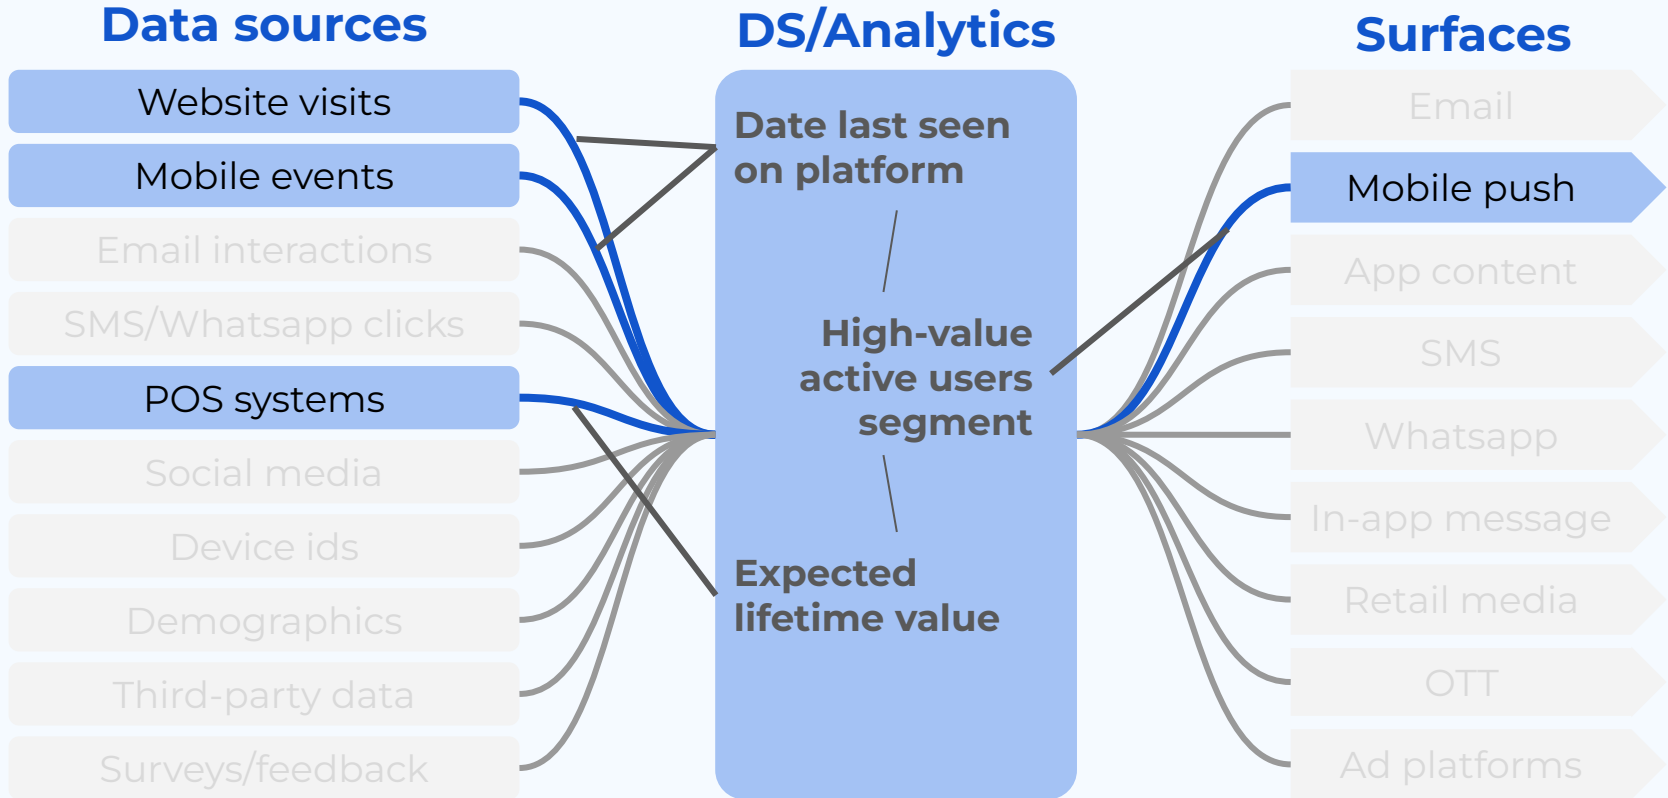 Data sources
Website visits
Mobile events
Email interactions
SMS/Whatsapp clicks
POS systems
Social media
Device ids
Demographics
Third-party data
Surveys/feedback
DS/Analytics
Date last seen
on platform
High-value
active users
segment
Expected
lifetime value
Surfaces
Email
Mobile push
App content
SMS
Whatsapp
In-app message
Retail media
OTT
Ad platforms